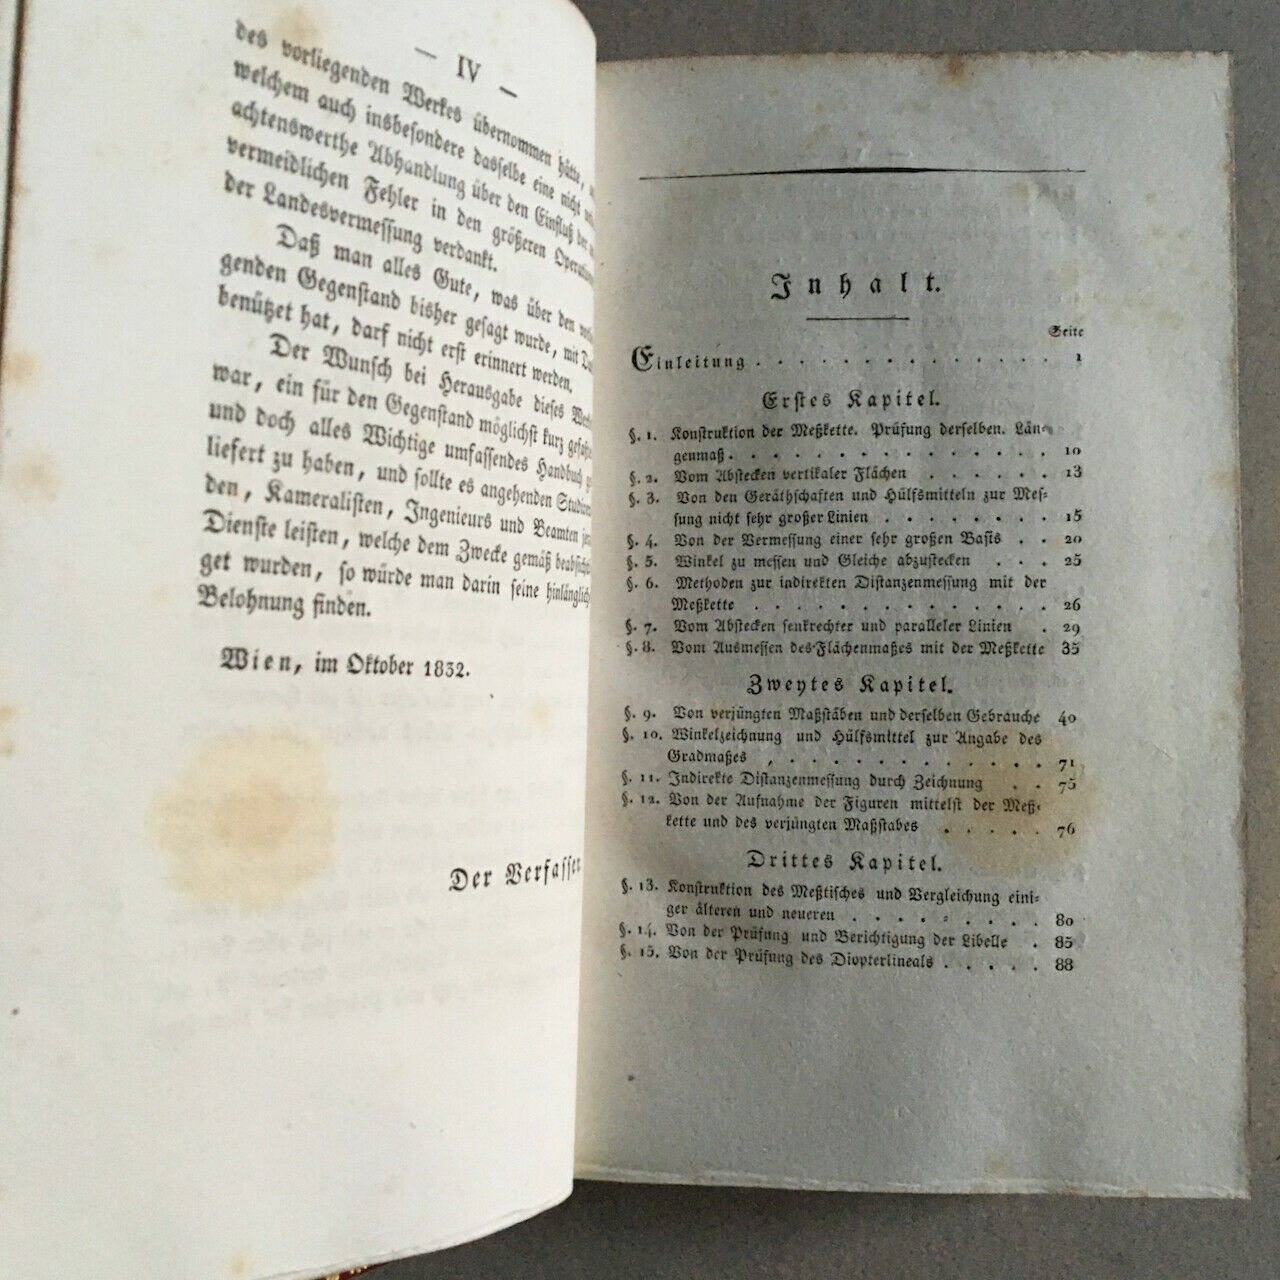 — IV —
des vorliegenden Werkes übernommen hätte,
welchem auch insbesondere dasselbe eine nicht
achtenswerthe Abhandlung über den Einfluß der
vermeidlichen Fehler in den größeren
der Landesvermessung verdankt.
Daß man alles Gute, was über den
genden Gegenstand bisher gesagt wurde, mit
benützet hat, darf nicht erst erinnert werden.
Der Wunsch bei Herausgabe dieses
war, ein für den Gegenstand möglichst kurz
und doch alles Wichtige umfassendes Handbuch
liefert zu haben, und sollte es angehenden
den, Kameralisten, Ingenieurs und Beamten
Dienste leisten, welche dem Zwecke gemäß
get wurden, so würde man darin seine
Belohnung finden.
Wien, im Oktober 1832.
Der Verfasser.
Inhalt.
Seite
Einleitung . . . . . . . . . . . . . . 1
Erstes Kapitel.
§. 1. Konstruktion der Meßkette. Prüfung derselben. Län-
genmaß . . . . . . . . . . . . . . 10
§. 2. Vom Abstecken vertikaler Flächen . . . . . . 13
§. 3. Von den Geräthschaften und Hülfsmitteln zur Mes-
sung nicht sehr großer Linien . . . . . . . . 15
§. 4. Von der Vermessung einer sehr großen Basis . . 20
§. 5. Winkel zu messen und Gleiche abzustecken . . . 25
§. 6. Methoden zur indirekten Distanzenmessung mit der
Meßkette . . . . . . . . . . . . . . 26
§. 7. Vom Abstecken senkrechter und paralleler Linien . 29
§. 8. Vom Ausmessen des Flächenmaßes mit der Meßkette 35
Zweytes Kapitel.
§. 9. Von verjüngten Maßstäben und derselben Gebrauche 40
§. 10. Winkelzeichnung und Hülfsmittel zur Angabe des
Gradmaßes . . . . . . . . . . . . . 71
§. 11. Indirekte Distanzenmessung durch Zeichnung . . 75
§. 12. Von der Aufnahme der Figuren mittelst der Meß-
kette und des verjüngten Maßstabes . . . . . 76
Drittes Kapitel.
§. 13. Konstruktion des Meßtisches und Vergleichung eini-
ger älteren und neueren . . . . . . . . . 80
§. 14. Von der Prüfung und Berichtigung der Libelle . 85
§. 15. Von der Prüfung des Diopterlineals . . . . . 88